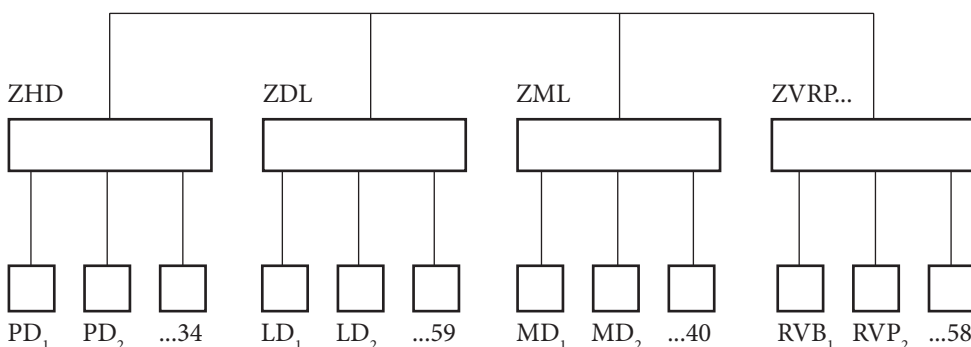 ZHD ZDL ZML ZVRP...
PD₁ PD₂ ...34 LD₁ LD₂ ...59 MD₁ MD₂ ...40 RVB₁ RVP₂ ...58